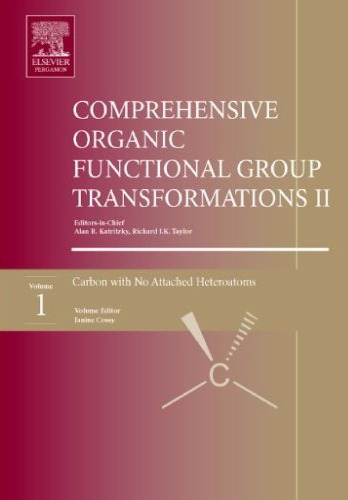 ELSEVIER
PERGAMON
COMPREHENSIVE
ORGANIC
FUNCTIONAL GROUP
TRANSFORMATIONS II
Editors-in-Chief
Alan R. Katritzky, Richard J.K. Taylor
Volume
1
Carbon with No Attached Heteroatoms
Volume Editor
Janine Cossy
C